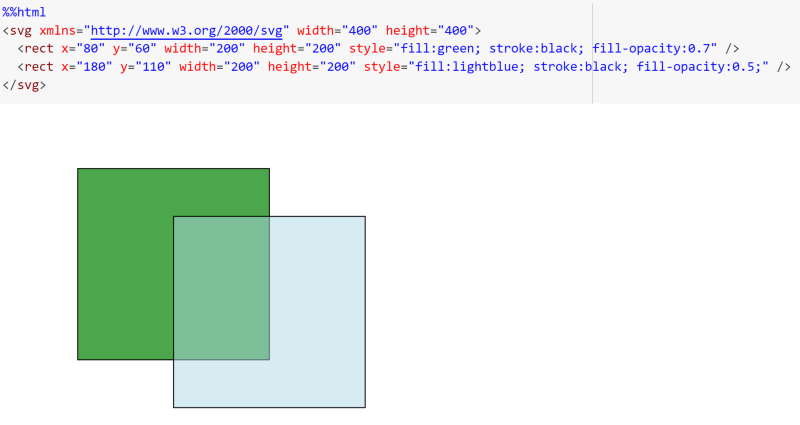 %%html
<svg xmlns="http://www.w3.org/2000/svg" width="400" height="400">
  <rect x="80" y="60" width="200" height="200" style="fill:green; stroke:black; fill-opacity:0.7" />
  <rect x="180" y="110" width="200" height="200" style="fill:lightblue; stroke:black; fill-opacity:0.5;" />
</svg>